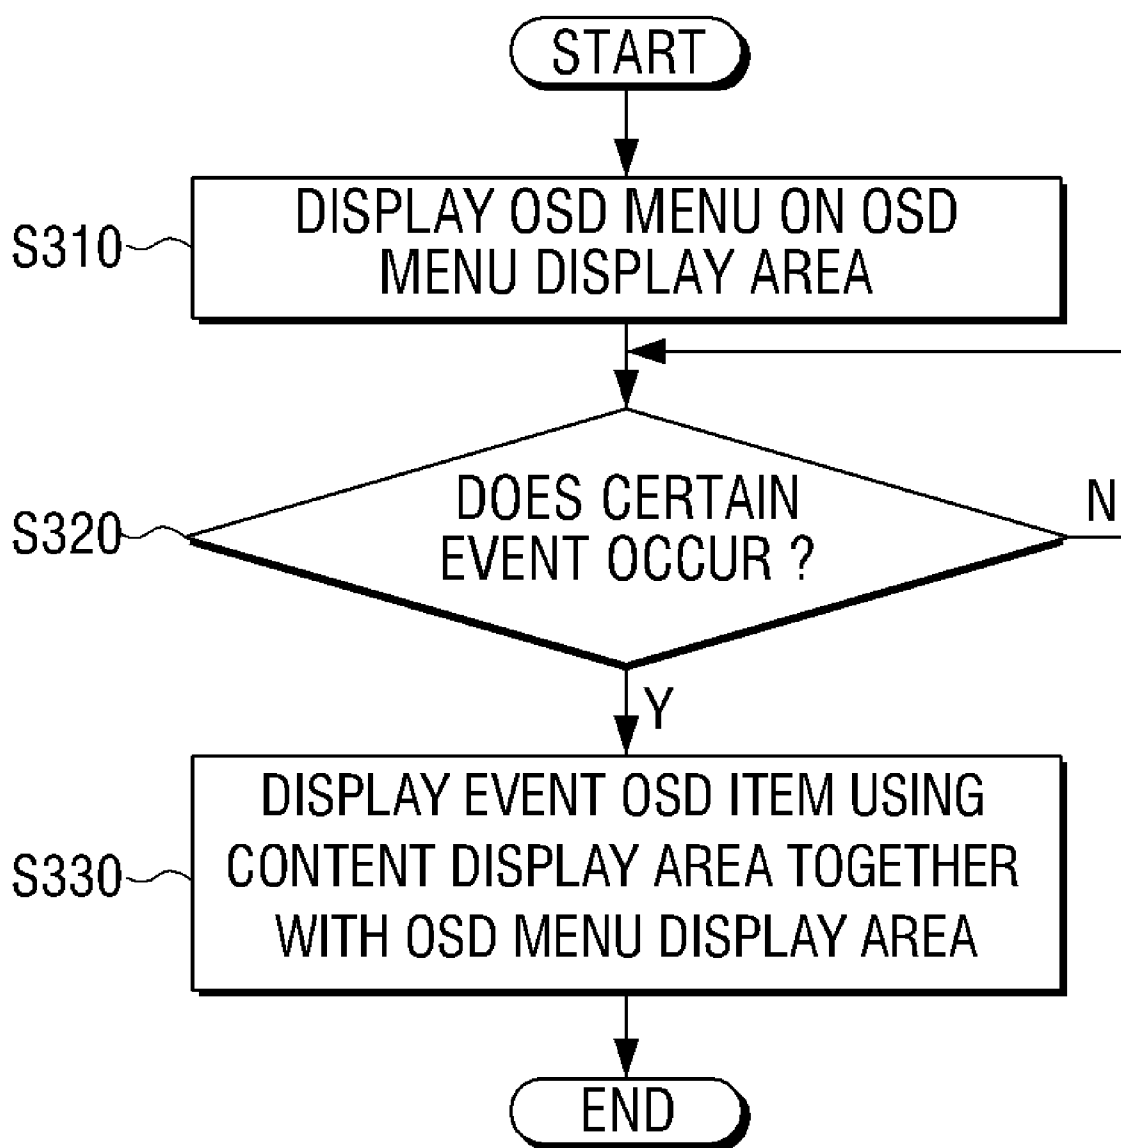 START
S310
DISPLAY OSD MENU ON OSD
MENU DISPLAY AREA
S320
DOES CERTAIN
EVENT OCCUR ?
N
Y
S330
DISPLAY EVENT OSD ITEM USING
CONTENT DISPLAY AREA TOGETHER
WITH OSD MENU DISPLAY AREA
END